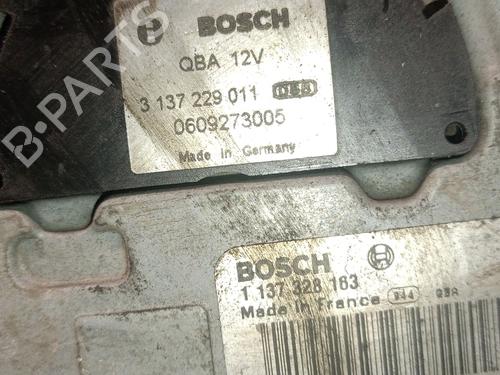 BOSCH
QBA 12V
3 137 229 011
0609273005
Made in Germany
BOSCH
1 137 328 163
Made in France
B-PARTS